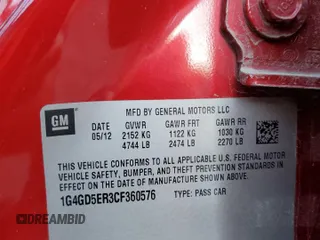 GM
MFD BY GENERAL MOTORS LLC
DATE GVWR GAWR FRT GAWR RR
05/12 2152 KG 1122 KG 1030 KG
4744 LB 2474 LB 2270 LB
THIS VEHICLE CONFORMS TO ALL APPLICABLE U.S. FEDERAL MOTOR VEHICLE
SAFETY, BUMPER, AND THEFT PREVENTION STANDARDS IN
EFFECT ON THE DATE OF MANUFACTURE SHOWN ABOVE.
1G4GD5ER3CF360576 TYPE: PASS CAR
DREAMBID